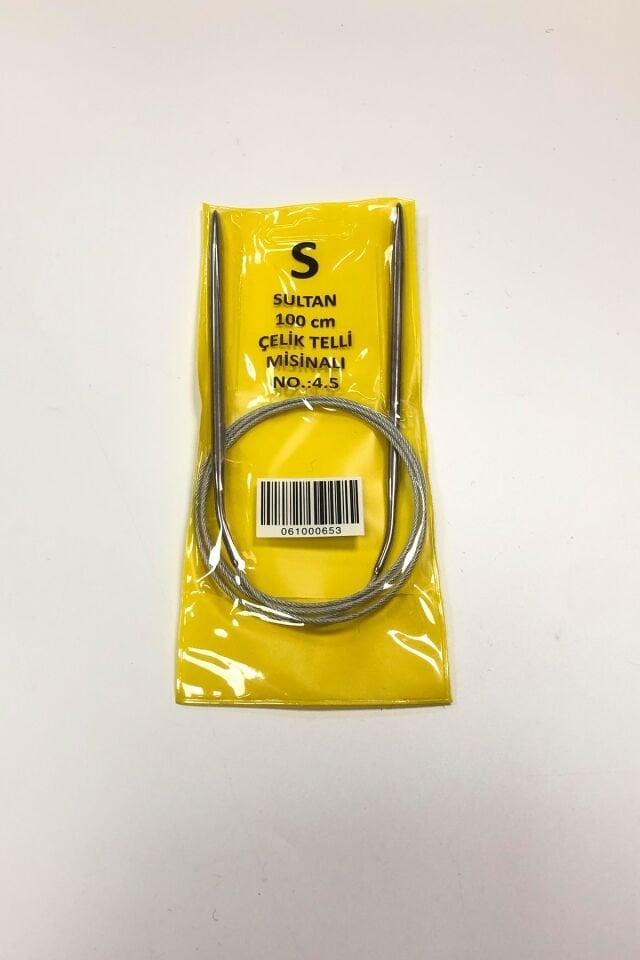 S
SULTAN
100 cm
ÇELİK TELLİ
MİSİNALI
NO.:4.5
061000653